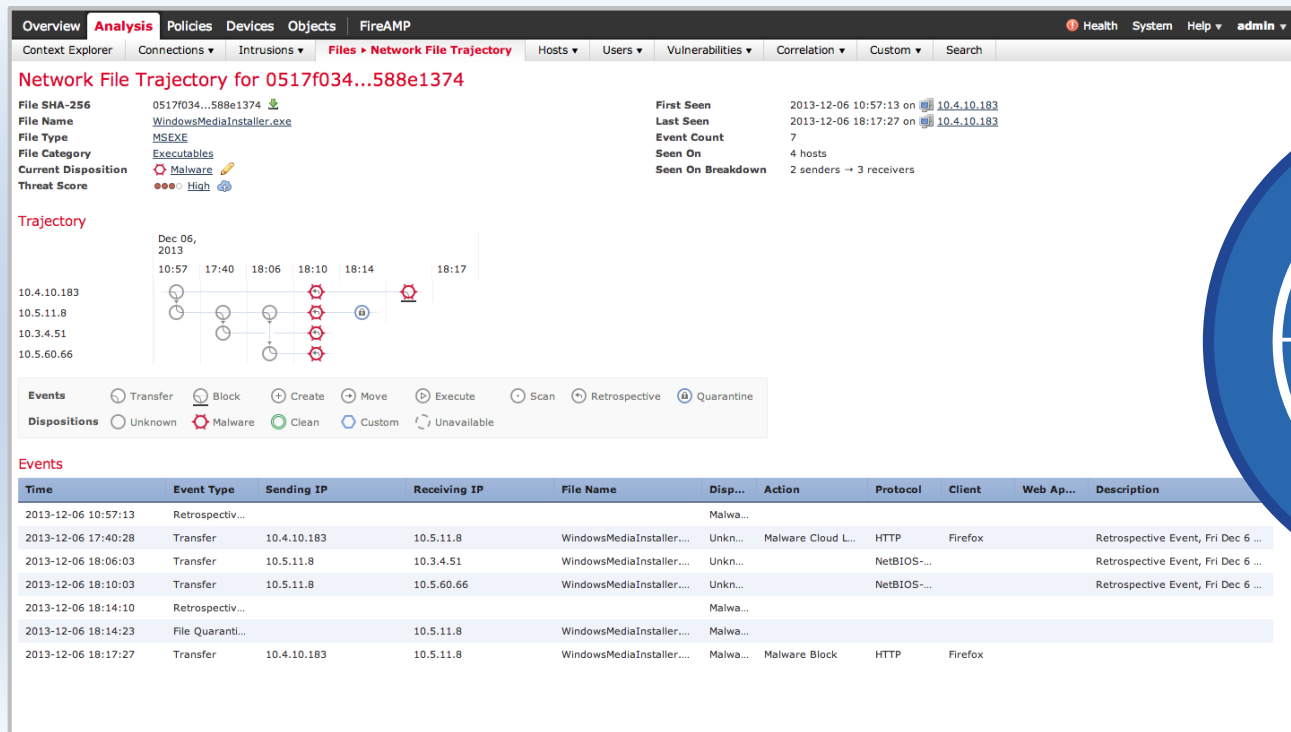 Overview Analysis Policies Devices Objects FireAMP Health System Help ▾ admin ▾
Context Explorer Connections ▾ Intrusions ▾ Files ▸ Network File Trajectory Hosts ▾ Users ▾ Vulnerabilities ▾ Correlation ▾ Custom ▾ Search
Network File Trajectory for 0517f034...588e1374
File SHA-256 0517f034...588e1374 First Seen 2013-12-06 10:57:13 on 10.4.10.183
File Name WindowsMediaInstaller.exe Last Seen 2013-12-06 18:17:27 on 10.4.10.183
File Type MSEXE Event Count 7
File Category Executables Seen On 4 hosts
Current Disposition Malware Seen On Breakdown 2 senders → 3 receivers
Threat Score High
Trajectory
Dec 06,
2013
10:57 17:40 18:06 18:10 18:14 18:17
10.4.10.183
10.5.11.8
10.3.4.51
10.5.60.66
Events Transfer Block Create Move Execute Scan Retrospective Quarantine
Dispositions Unknown Malware Clean Custom Unavailable
Events
Time Event Type Sending IP Receiving IP File Name Disp... Action Protocol Client Web Ap... Description
2013-12-06 10:57:13 Retrospectiv... Malwa...
2013-12-06 17:40:28 Transfer 10.4.10.183 10.5.11.8 WindowsMediaInstaller.... Unkn... Malware Cloud L... HTTP Firefox Retrospective Event, Fri Dec 6 ...
2013-12-06 18:06:03 Transfer 10.5.11.8 10.3.4.51 WindowsMediaInstaller.... Unkn... NetBIOS-... Retrospective Event, Fri Dec 6 ...
2013-12-06 18:10:03 Transfer 10.5.11.8 10.5.60.66 WindowsMediaInstaller.... Unkn... NetBIOS-... Retrospective Event, Fri Dec 6 ...
2013-12-06 18:14:10 Retrospectiv... Malwa...
2013-12-06 18:14:23 File Quaranti... 10.5.11.8 WindowsMediaInstaller.... Malwa...
2013-12-06 18:17:27 Transfer 10.4.10.183 10.5.11.8 WindowsMediaInstaller.... Malwa... Malware Block HTTP Firefox